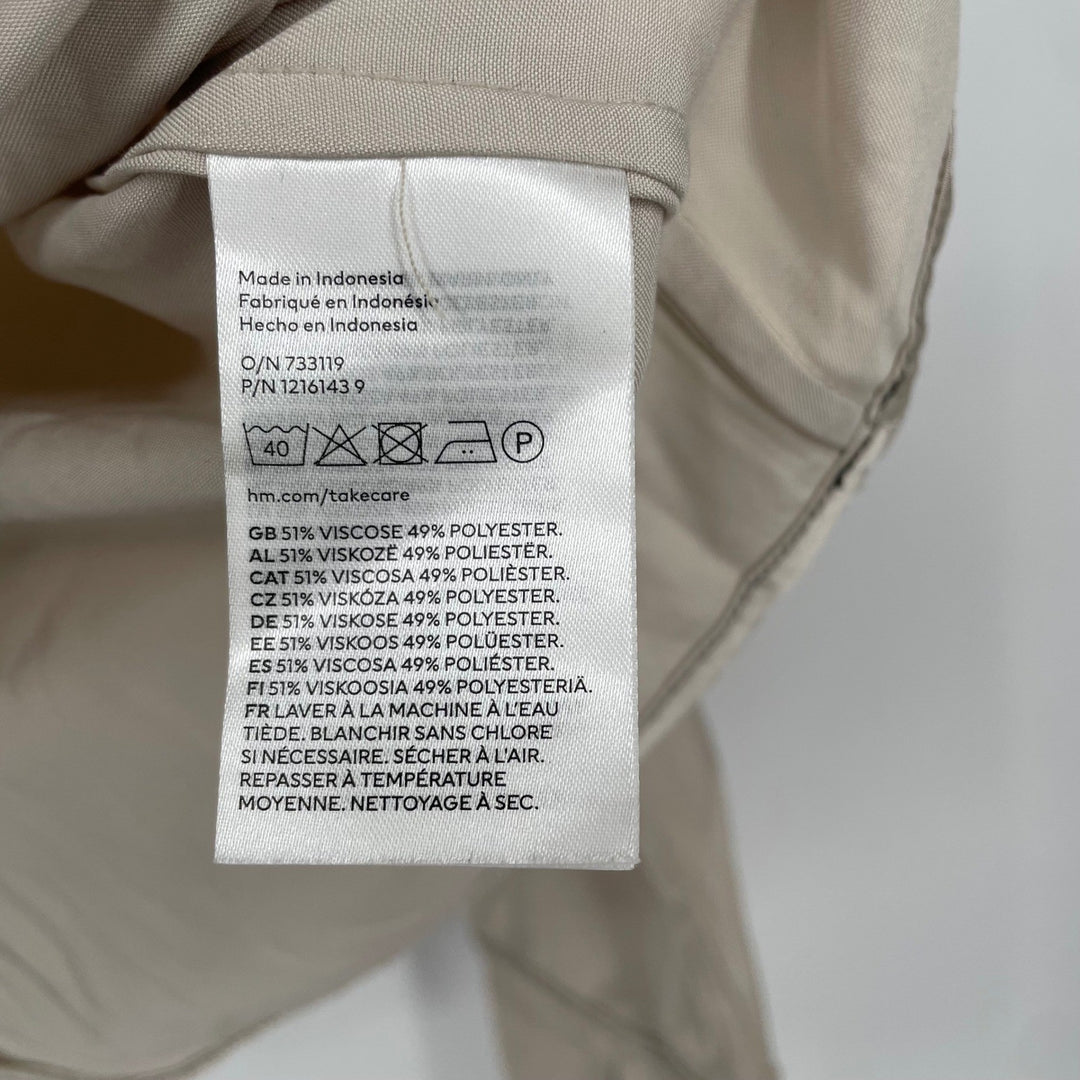 Made in Indonesia
Fabriqué en Indonésie
Hecho en Indonesia
O/N 733119
P/N 1216143 9
40
P
hm.com/takecare
GB 51% VISCOSE 49% POLYESTER.
AL 51% VISKOZË 49% POLIESTËR.
CAT 51% VISCOSA 49% POLIÈSTER.
CZ 51% VISKÓZA 49% POLYESTER.
DE 51% VISKOSE 49% POLYESTER.
EE 51% VISKOOS 49% POLÜESTER.
ES 51% VISCOSA 49% POLIÉSTER.
FI 51% VISKOOSIA 49% POLYESTERIÄ.
FR LAVER À LA MACHINE À L'EAU
TIÈDE. BLANCHIR SANS CHLORE
SI NÉCESSAIRE. SÉCHER À L'AIR.
REPASSER À TEMPÉRATURE
MOYENNE. NETTOYAGE À SEC.